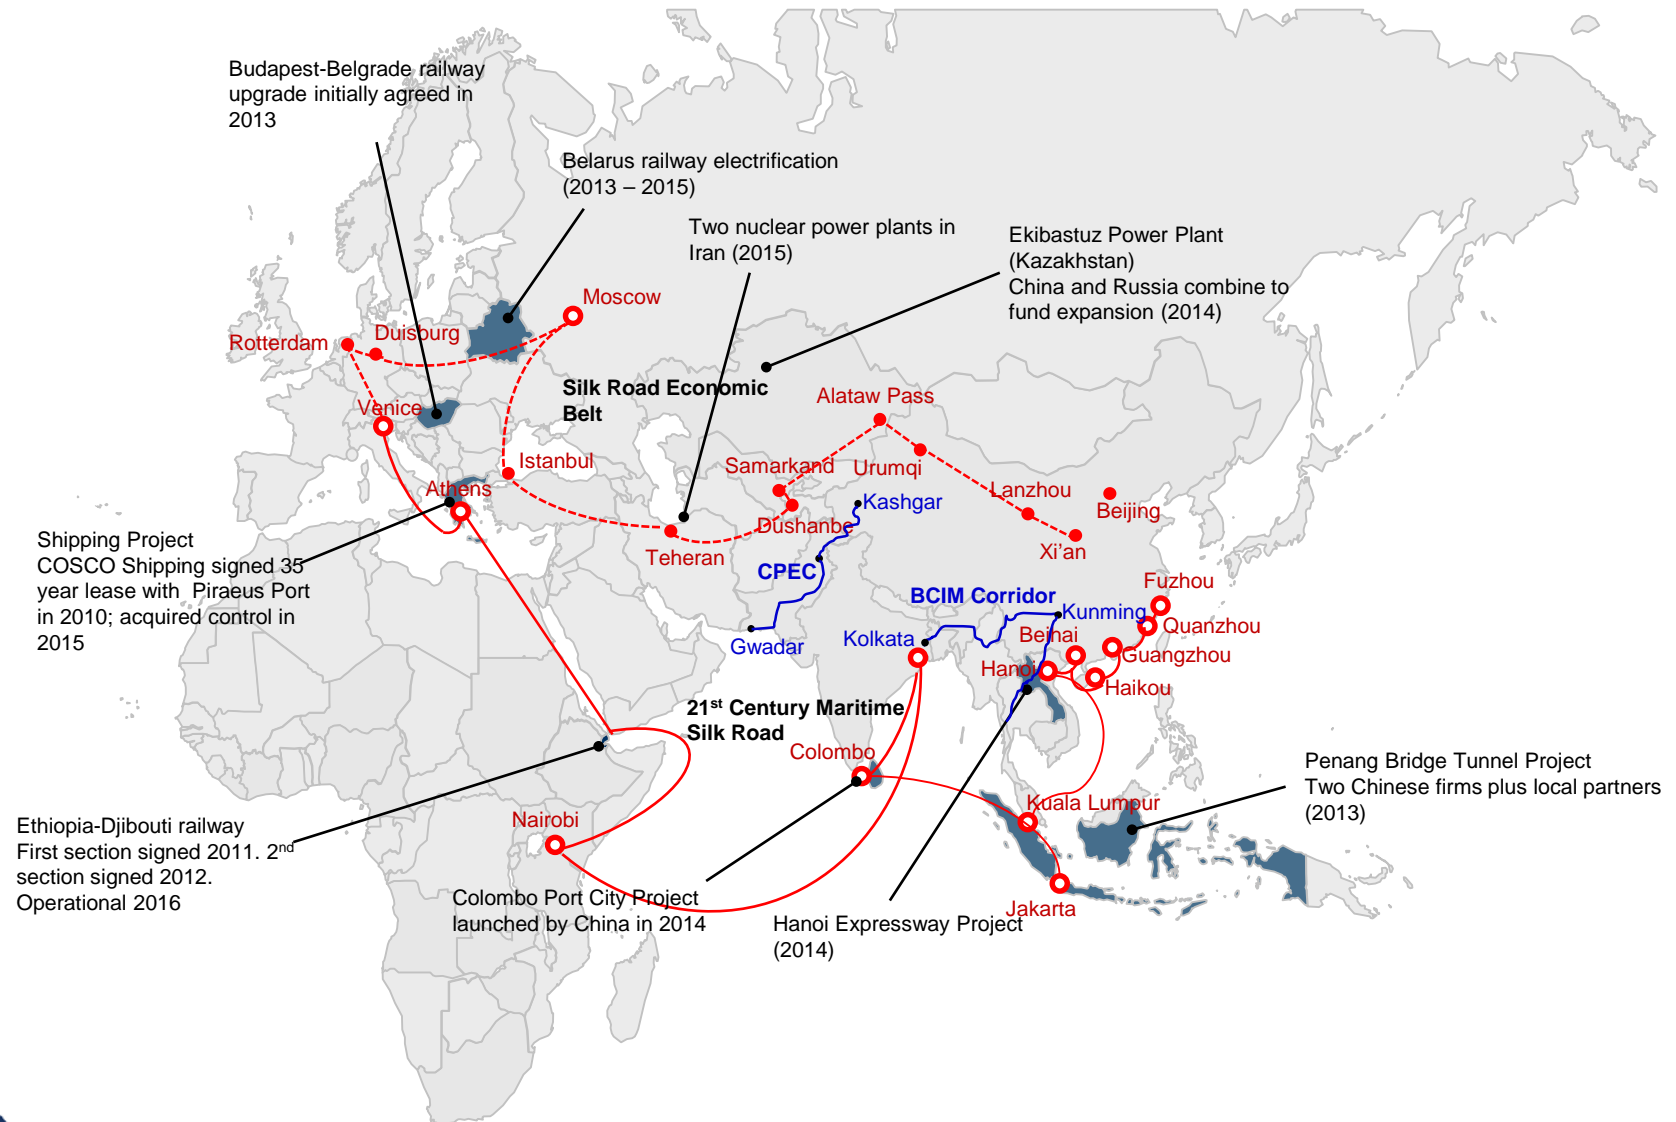 Budapest-Belgrade railway
upgrade initially agreed in
2013
Belarus railway electrification
(2013 – 2015)
Two nuclear power plants in
Iran (2015)
Ekibastuz Power Plant
(Kazakhstan)
China and Russia combine to
fund expansion (2014)
Moscow
Duisburg
Rotterdam
Silk Road Economic
Belt
Alataw Pass
Venice
Istanbul
Samarkand
Urumqi
Athens
Lanzhou
Kashgar
Beijing
Dushanbe
Shipping Project
COSCO Shipping signed 35
year lease with Piraeus Port
in 2010; acquired control in
2015
Teheran
Xi'an
CPEC
Fuzhou
BCIM Corridor
Kunming
Quanzhou
Gwadar
Kolkata
Beinai
Guangzhou
Hanoi
Haikou
21st Century Maritime
Silk Road
Colombo
Penang Bridge Tunnel Project
Two Chinese firms plus local partners
(2013)
Kuala Lumpur
Nairobi
Ethiopia-Djibouti railway
First section signed 2011. 2nd
section signed 2012.
Operational 2016
Colombo Port City Project
launched by China in 2014
Jakarta
Hanoi Expressway Project
(2014)